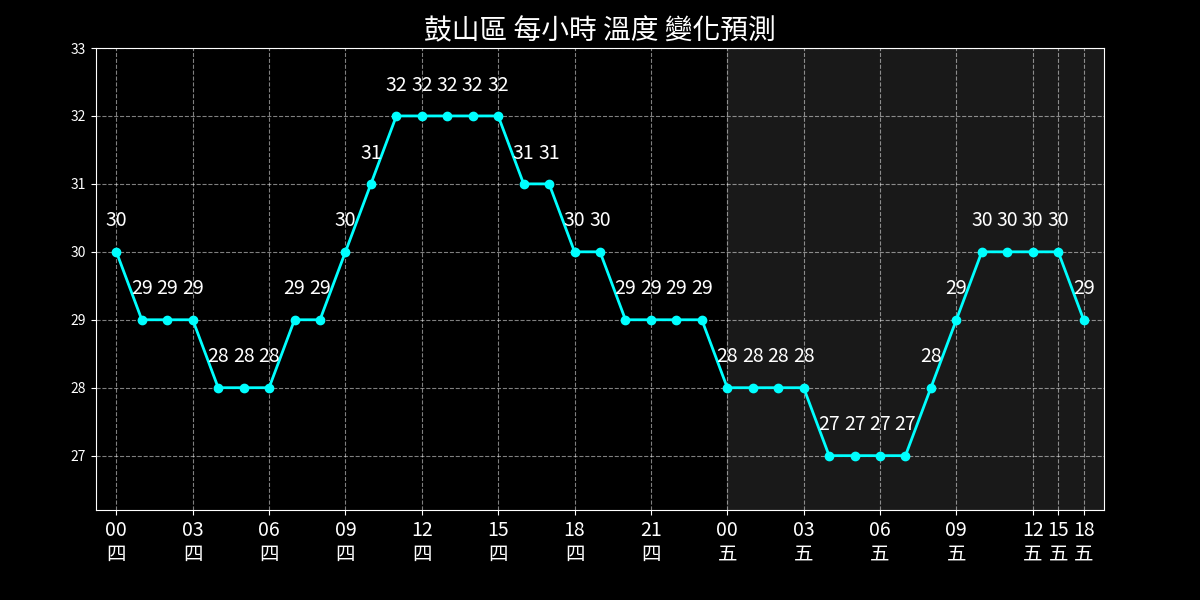 鼓山區 每小時 溫度 變化預測
33
32 32 32 32 32
32
31 31 31
31
30 30 30 30 30 30 30 30
30
29 29 29 29 29 29 29 29 29 29 29
29
28 28 28 28 28 28 28 28
28
27 27 27 27
27
00 03 06 09 12 15 18 21 00 03 06 09 12 15 18
四 四 四 四 四 四 四 四 五 五 五 五 五 五 五